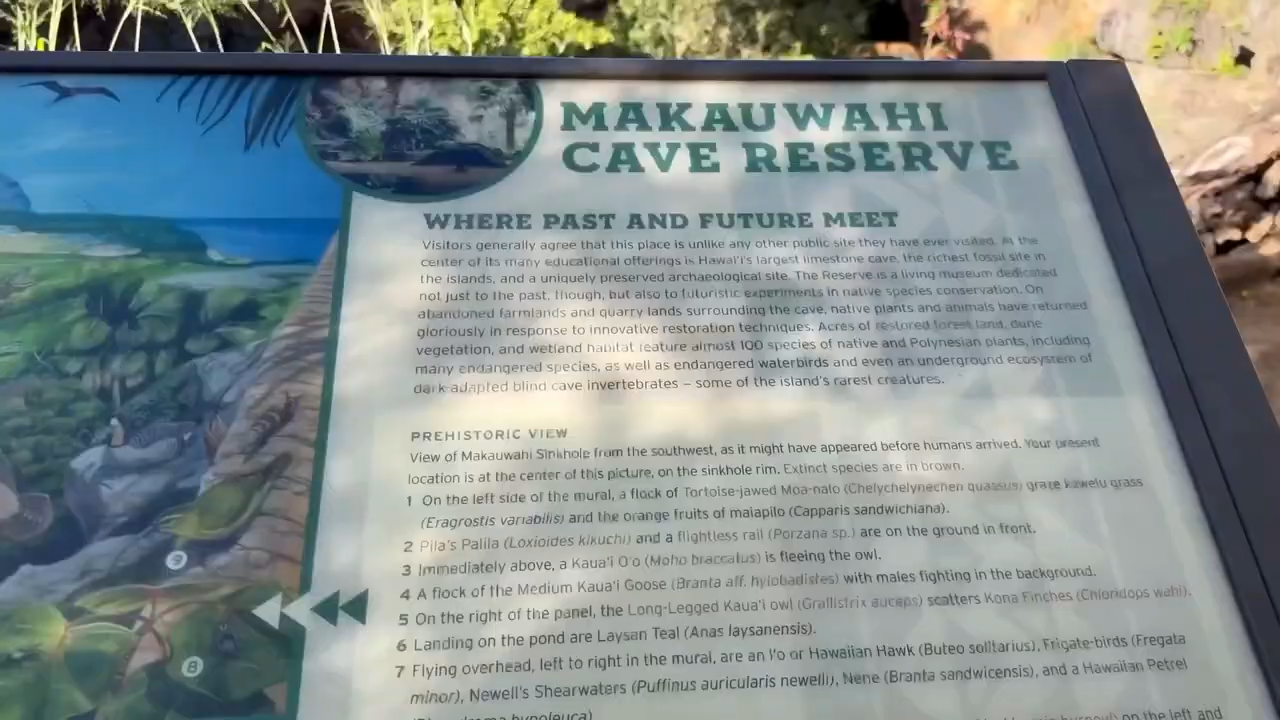 MAKAUWAHI
CAVE RESERVE
WHERE PAST AND FUTURE MEET
Visitors generally agree that this place is unlike any other public site they have ever visited. At the
center of its many educational offerings is Hawai'i's largest limestone cave, the richest fossil site in
the islands, and a uniquely preserved archaeological site. The Reserve is a living museum dedicated
not just to the past, though, but also to futuristic experiments in native species conservation. On
abandoned farmlands and quarry lands surrounding the cave, native plants and animals have returned
gloriously in response to innovative restoration techniques. Acres of restored forest land, dune
vegetation, and wetland habitat feature almost 100 species of native and Polynesian plants, including
many endangered species, as well as endangered waterbirds and even an underground ecosystem of
dark-adapted blind cave invertebrates – some of the island's rarest creatures.
PREHISTORIC VIEW
View of Makauwahi Sinkhole from the southwest, as it might have appeared before humans arrived. Your present
location is at the center of this picture, on the sinkhole rim. Extinct species are in brown.
1 On the left side of the mural, a flock of Tortoise-jawed Moa-nalo (Chelychelynechen quassus) graze kawelu grass
(Eragrostis variabilis) and the orange fruits of maiapilo (Capparis sandwichiana).
2 Pila's Palila (Loxioides kikuchi) and a flightless rail (Porzana sp.) are on the ground in front.
3 Immediately above, a Kaua'i O'o (Moho braccatus) is fleeing the owl.
4 A flock of the Medium Kaua'i Goose (Branta aff. hylobadistes) with males fighting in the background.
5 On the right of the panel, the Long-Legged Kaua'i owl (Grallistrix auceps) scatters Kona Finches (Chloridops wahi).
6 Landing on the pond are Laysan Teal (Anas laysanensis).
7 Flying overhead, left to right in the mural, are an I'o or Hawaiian Hawk (Buteo solitarius), Frigate-birds (Fregata
minor), Newell's Shearwaters (Puffinus auricularis newelli), Nene (Branta sandwicensis), and a Hawaiian Petrel
on the left and
9
8